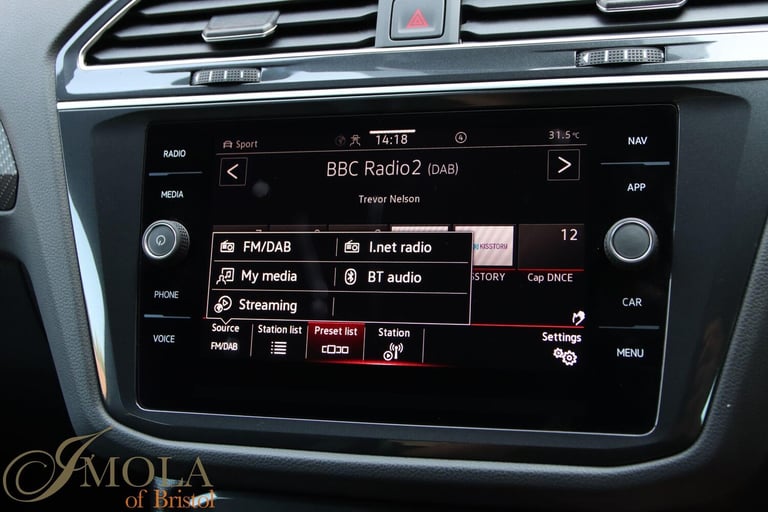 Sport
14:18
4
31.5°C
RADIO
NAV
BBC Radio2 (DAB)
MEDIA
APP
Trevor Nelson
KISSTORY
12
FM/DAB
I.net radio
My media
BT audio
STORY
Cap DNCE
Streaming
PHONE
CAR
Source
FM/DAB
Station list
Preset list
Station
Settings
VOICE
MENU
IMOLA
of Bristol